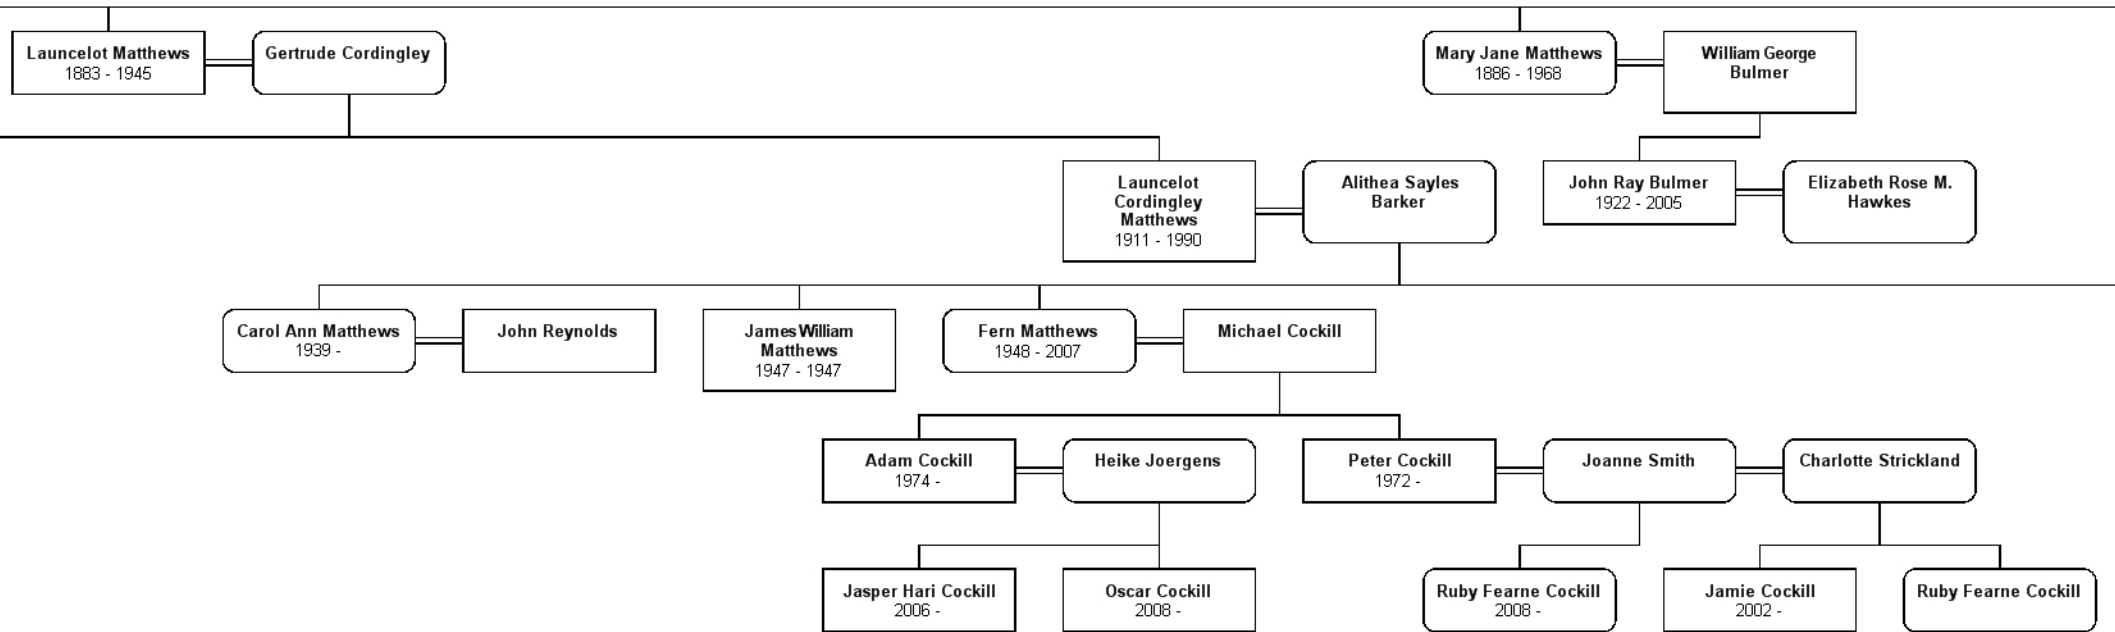 Launcelot Matthews
1883 - 1945
Gertrude Cordingley
Mary Jane Matthews
1886 - 1968
William George
Bulmer
Launcelot
Cordingley
Matthews
1911 - 1990
Alithea Sayles
Barker
John Ray Bulmer
1922 - 2005
Elizabeth Rose M.
Hawkes
Carol Ann Matthews
1939 -
John Reynolds
James William
Matthews
1947 - 1947
Fern Matthews
1948 - 2007
Michael Cockill
Adam Cockill
1974 -
Heike Joergens
Peter Cockill
1972 -
Joanne Smith
Charlotte Strickland
Jasper Hari Cockill
2006 -
Oscar Cockill
2008 -
Ruby Fearne Cockill
2008 -
Jamie Cockill
2002 -
Ruby Fearne Cockill